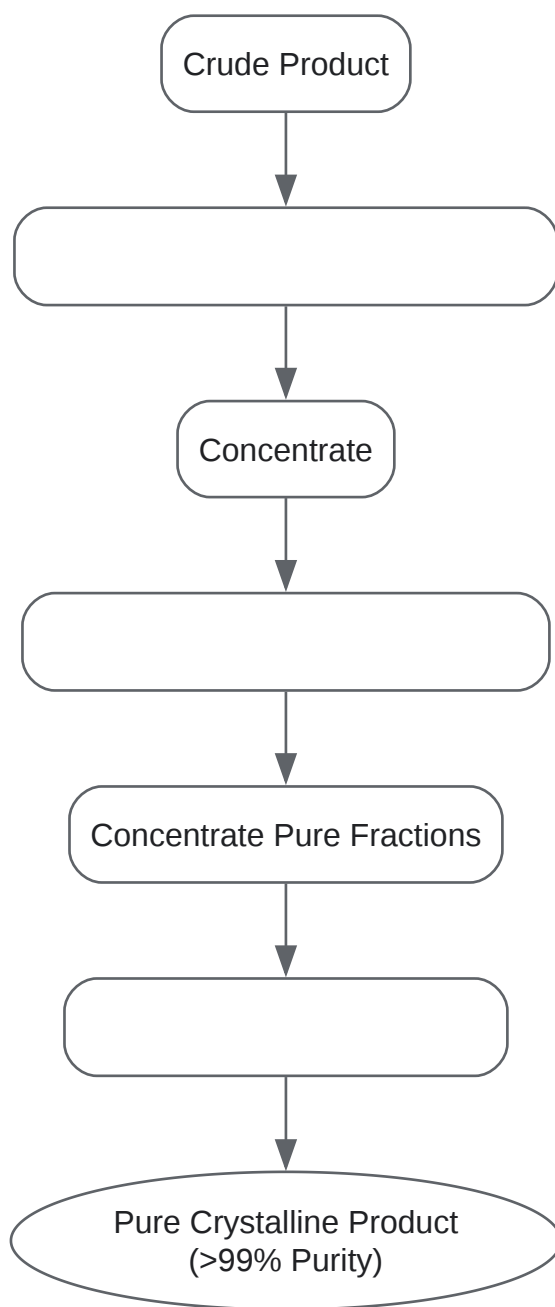 Crude Product
Concentrate
Concentrate Pure Fractions
Pure Crystalline Product
(>99% Purity)